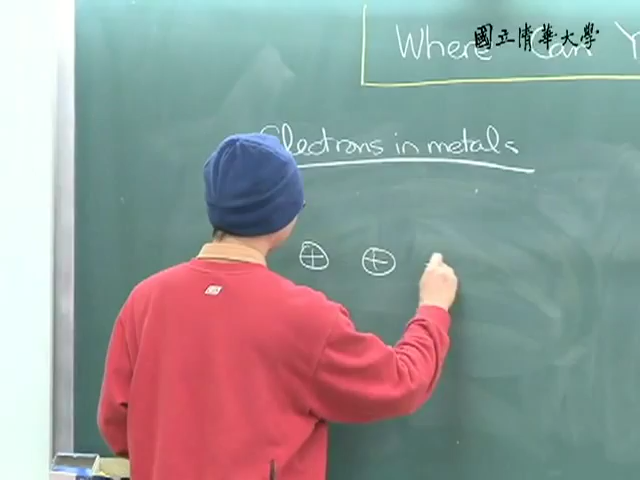 Where Can Y
國立清華大學
Electrons in metals
+ +